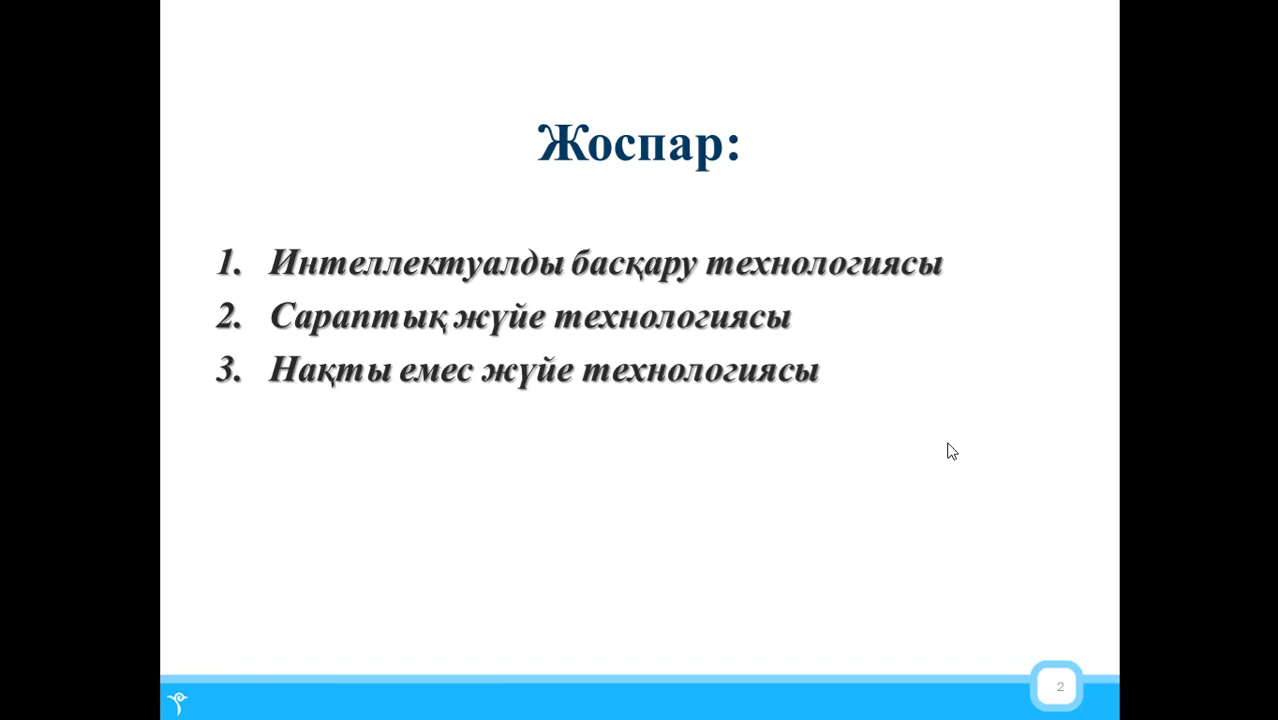 Жоспар:
1. Интеллектуалды басқару технологиясы
2. Сараптық жүйе технологиясы
3. Нақты емес жүйе технологиясы
2